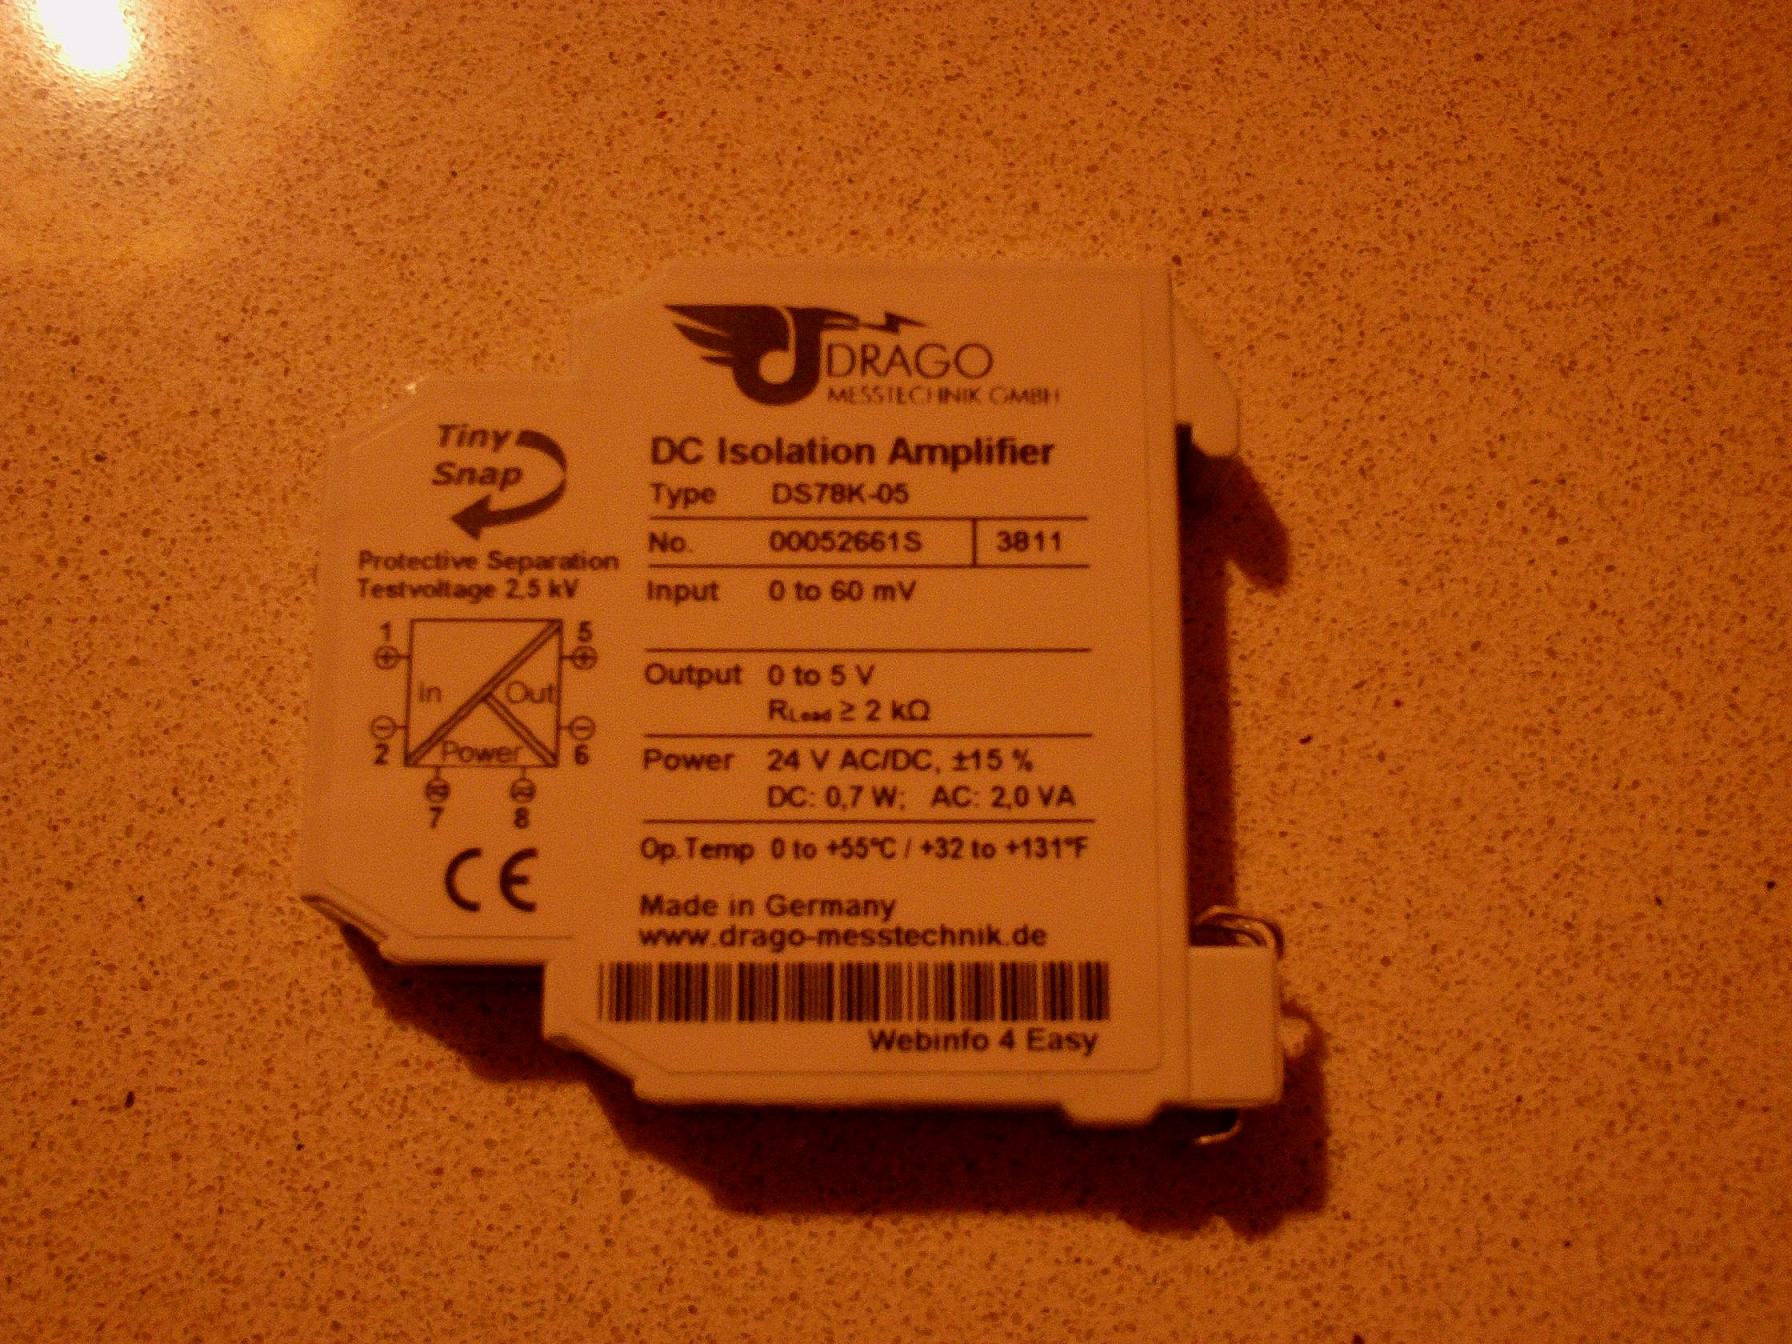 DRAGO
MESSTECHNIK GMBH
Tiny
Snap
Protective Separation
Testvoltage 2,5 kV
1
5
In
Out
2
Power
6
7
8
CE
DC Isolation Amplifier
Type DS78K-05
No. 00052661S 3811
Input 0 to 60 mV
Output 0 to 5 V
RLoad ≥ 2 kΩ
Power 24 V AC/DC, ±15 %
DC: 0,7 W; AC: 2,0 VA
Op.Temp 0 to +55°C / +32 to +131°F
Made in Germany
www.drago-messtechnik.de
Webinfo 4 Easy